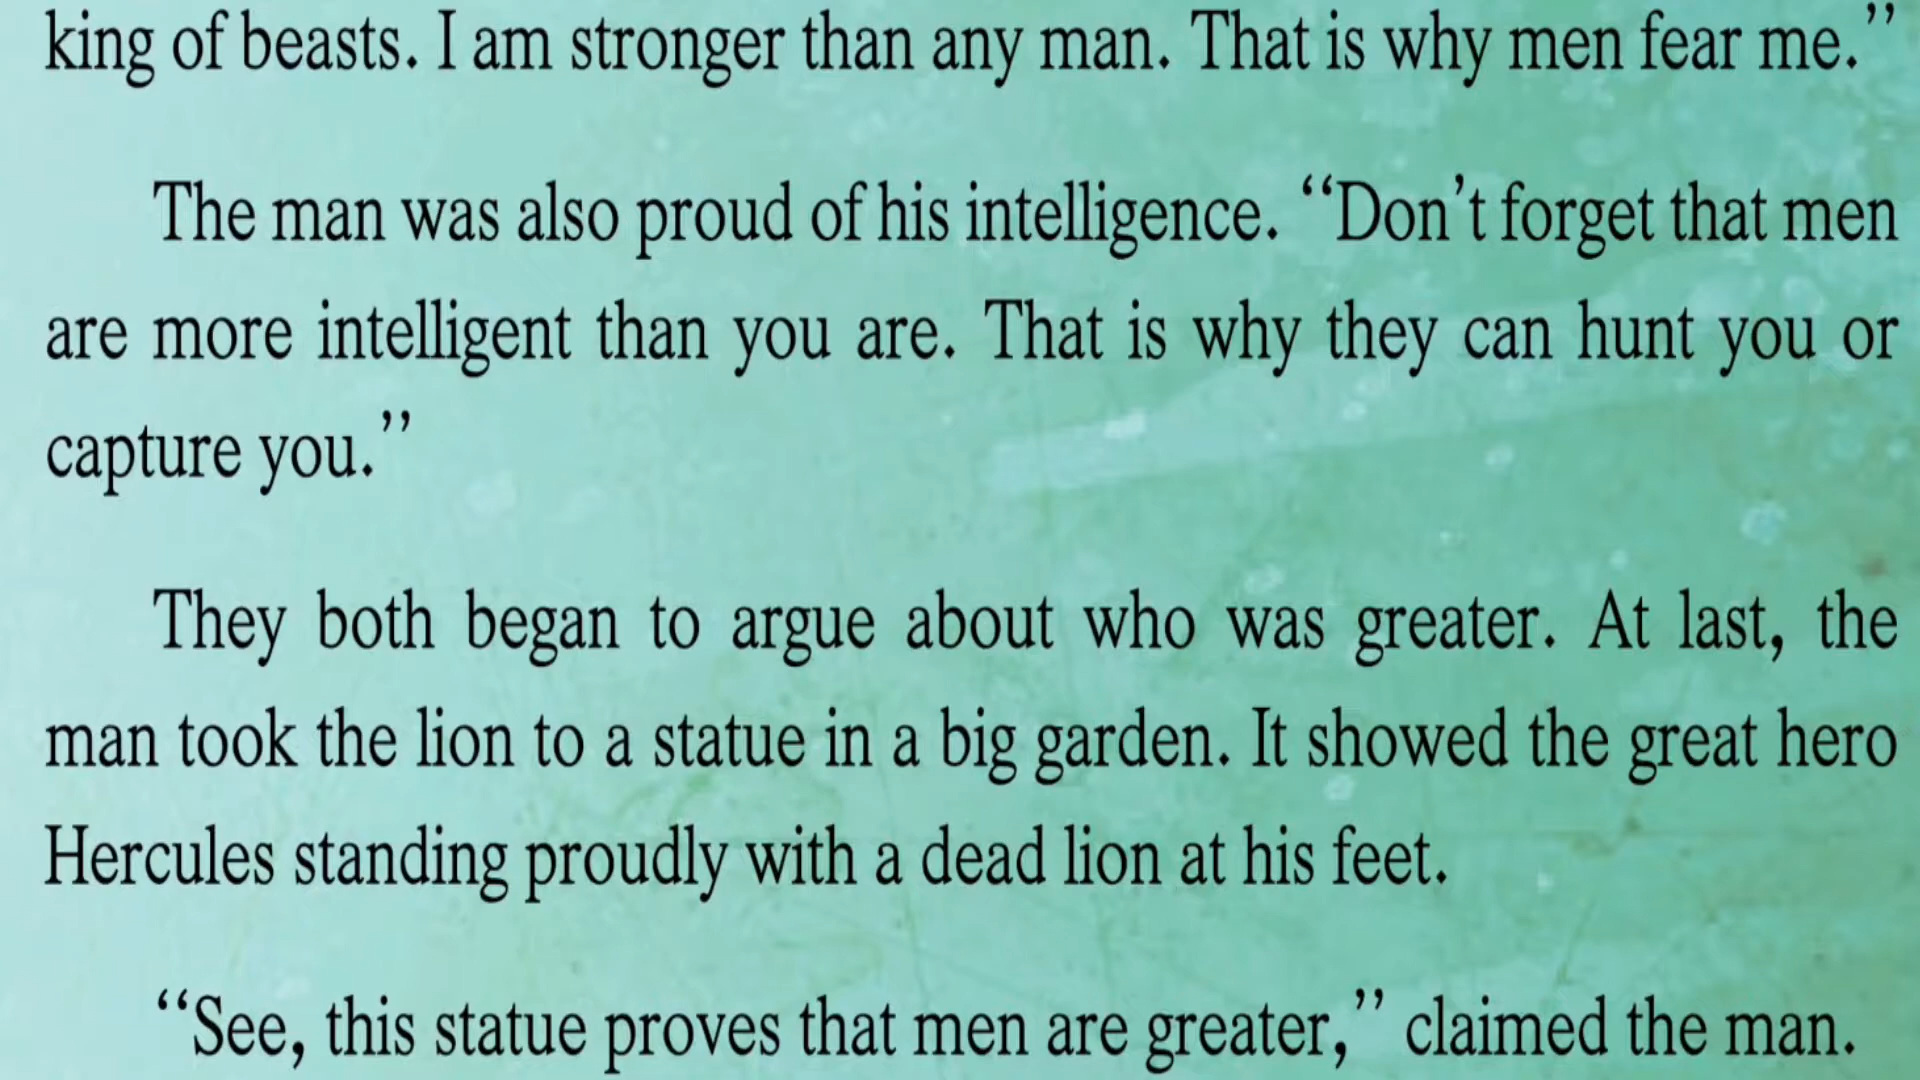 king of beasts. I am stronger than any man. That is why men fear me.’’
The man was also proud of his intelligence. ‘‘Don’t forget that men
are more intelligent than you are. That is why they can hunt you or
capture you.’’
They both began to argue about who was greater. At last, the
man took the lion to a statue in a big garden. It showed the great hero
Hercules standing proudly with a dead lion at his feet.
‘‘See, this statue proves that men are greater,’’ claimed the man.